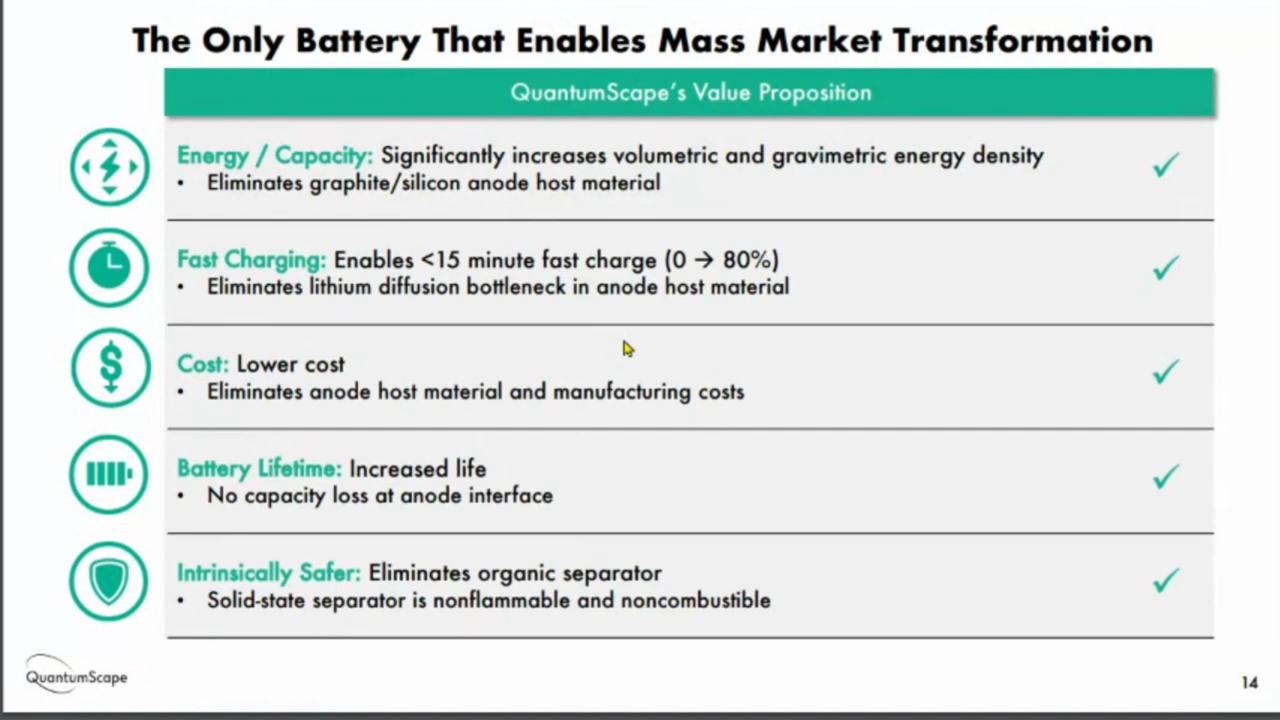 The Only Battery That Enables Mass Market Transformation
QuantumScape's Value Proposition
Energy / Capacity: Significantly increases volumetric and gravimetric energy density
• Eliminates graphite/silicon anode host material
Fast Charging: Enables <15 minute fast charge (0 → 80%)
• Eliminates lithium diffusion bottleneck in anode host material
$
Cost: Lower cost
• Eliminates anode host material and manufacturing costs
Battery Lifetime: Increased life
• No capacity loss at anode interface
Intrinsically Safer: Eliminates organic separator
• Solid-state separator is nonflammable and noncombustible
QuantumScape
14